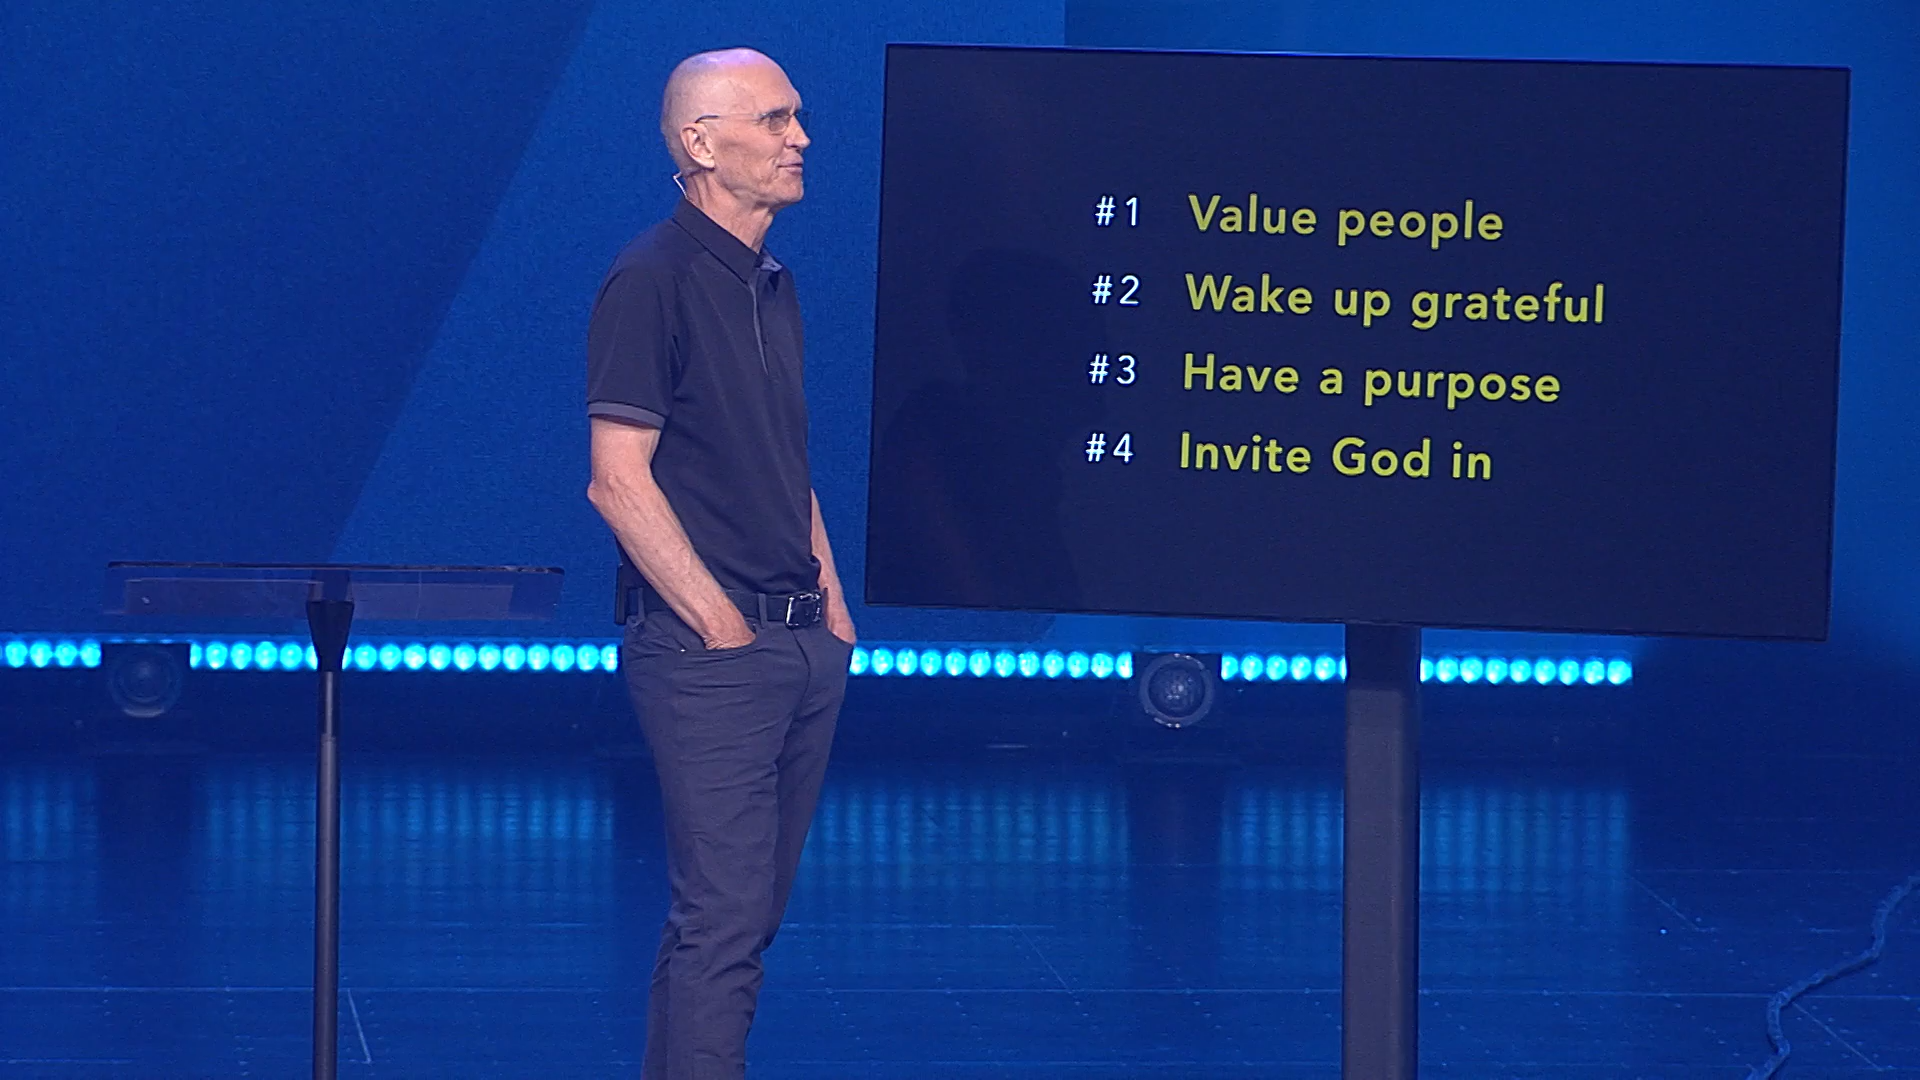 #1 Value people
#2 Wake up grateful
#3 Have a purpose
#4 Invite God in